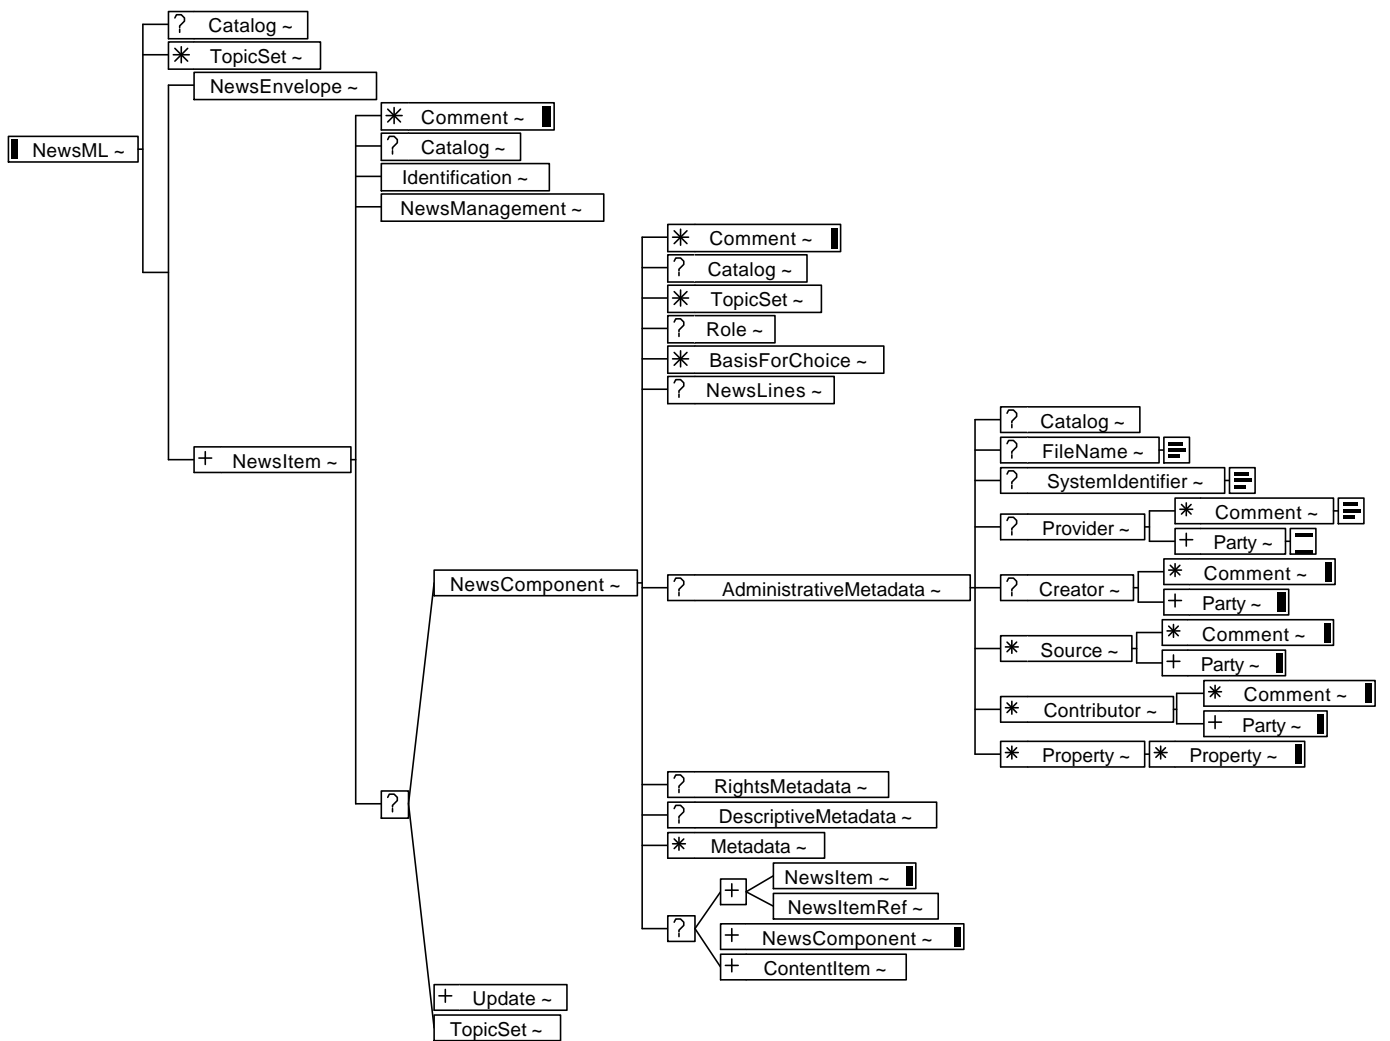 ? Catalog ~
* TopicSet ~
NewsEnvelope ~
* Comment ~
NewsML ~
? Catalog ~
Identification ~
NewsManagement ~
* Comment ~
? Catalog ~
* TopicSet ~
? Role ~
* BasisForChoice ~
? NewsLines ~
? Catalog ~
+ NewsItem ~
? FileName ~
? SystemIdentifier ~
* Comment ~
? Provider ~
+ Party ~
* Comment ~
NewsComponent ~
? AdministrativeMetadata ~
? Creator ~
+ Party ~
* Comment ~
* Source ~
+ Party ~
* Comment ~
* Contributor ~
+ Party ~
* Property ~
* Property ~
? RightsMetadata ~
?
? DescriptiveMetadata ~
* Metadata ~
NewsItem ~
+
NewsItemRef ~
?
+ NewsComponent ~
+ ContentItem ~
+ Update ~
TopicSet ~